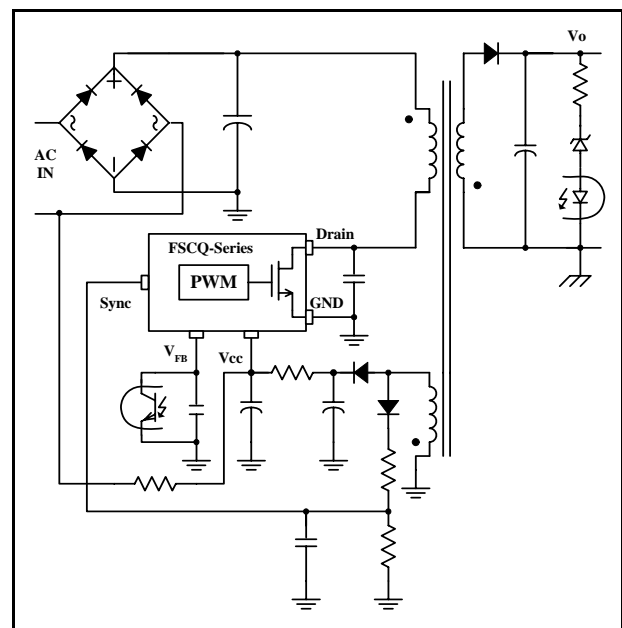 Vo
AC
IN
Drain
FSCQ-Series
PWM
Sync
GND
VFB
Vcc